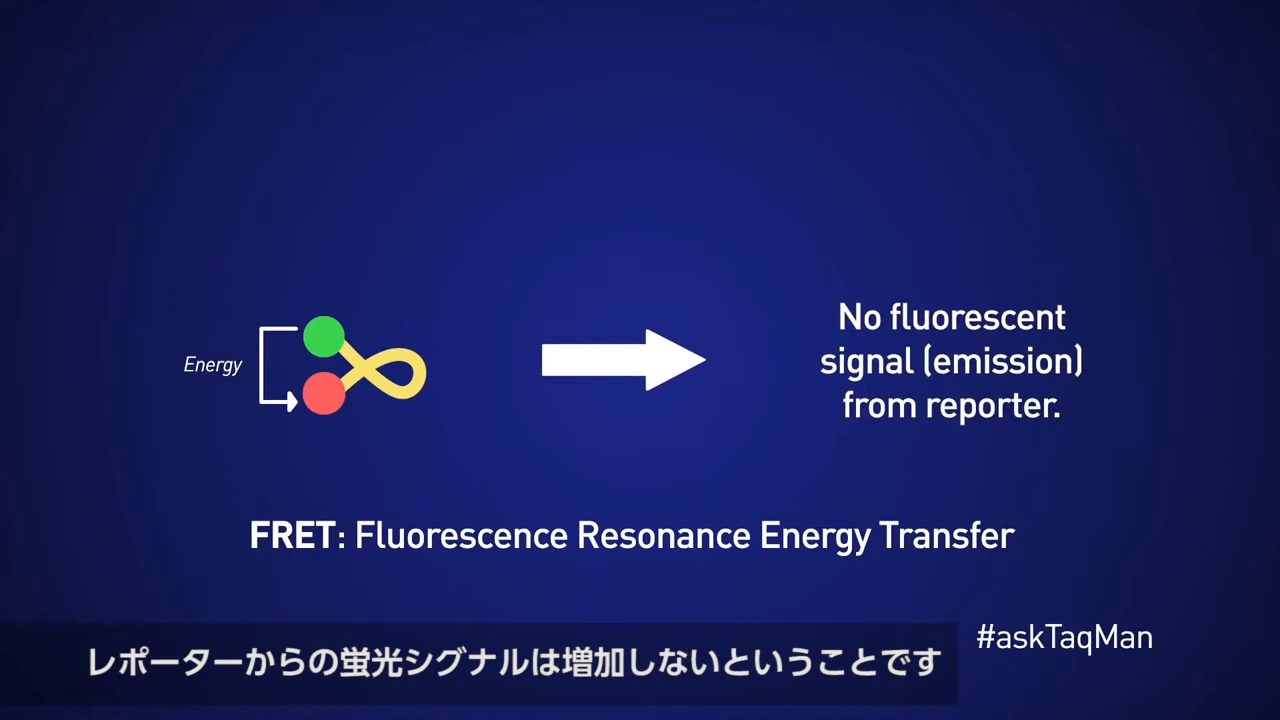 Energy
No fluorescent
signal (emission)
from reporter.
FRET: Fluorescence Resonance Energy Transfer
#askTaqMan
レポーターからの蛍光シグナルは増加しないということです